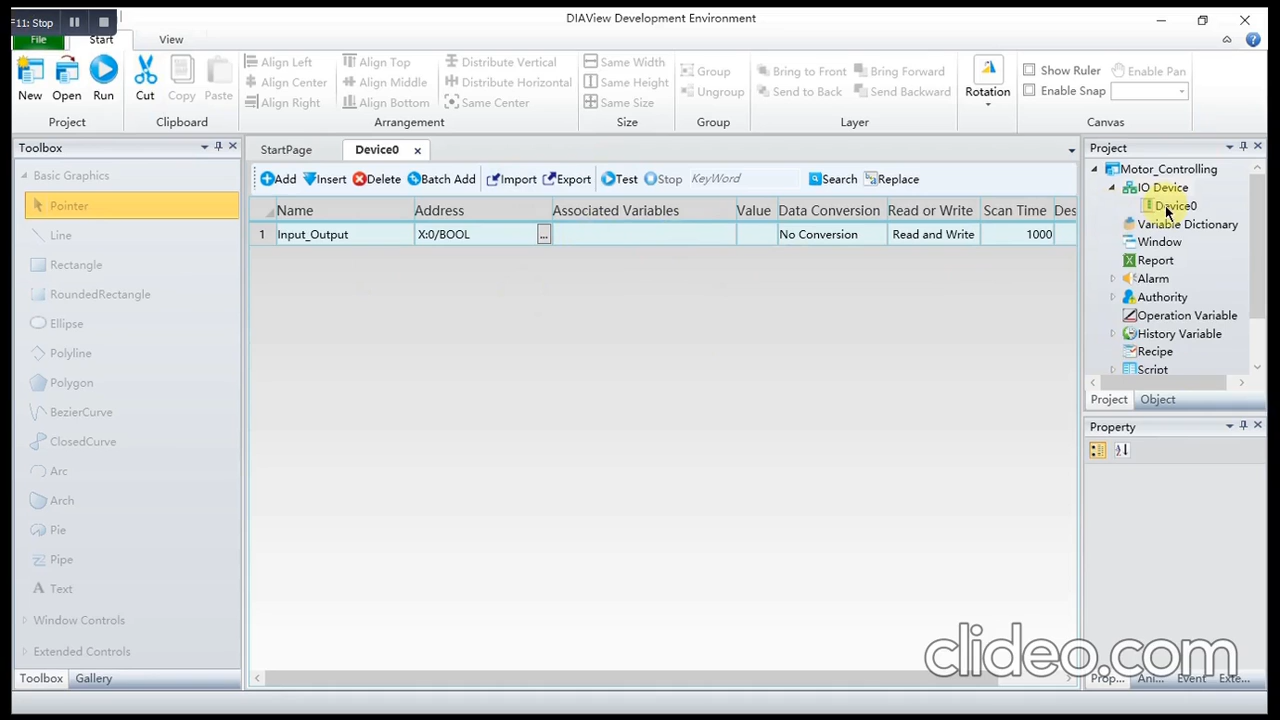 F11: Stop
DIAView Development Environment
File
Start
View
New
Open
Run
Project
Cut
Copy
Paste
Clipboard
Align Left
Align Center
Align Right
Align Top
Align Middle
Align Bottom
Distribute Vertical
Distribute Horizontal
Same Center
Arrangement
Same Width
Same Height
Same Size
Size
Group
Ungroup
Group
Bring to Front
Send to Back
Bring Forward
Send Backward
Layer
Rotation
Show Ruler
Enable Pan
Enable Snap
Canvas
Toolbox
Basic Graphics
Pointer
Line
Rectangle
RoundedRectangle
Ellipse
Polyline
Polygon
BezierCurve
ClosedCurve
Arc
Arch
Pie
Pipe
A Text
Window Controls
Extended Controls
Toolbox
Gallery
StartPage
Device0
Add
Insert
Delete
Batch Add
Import
Export
Test
Stop
KeyWord
Search
Replace
Name
Address
Associated Variables
Value
Data Conversion
Read or Write
Scan Time
Des
1
Input_Output
X:0/BOOL
...
No Conversion
Read and Write
1000
Project
Motor_Controlling
IO Device
Device0
Variable Dictionary
Window
Report
Alarm
Authority
Operation Variable
History Variable
Recipe
Script
Project
Object
Property
Prop...
Ani...
Event
Exte...
clideo.com